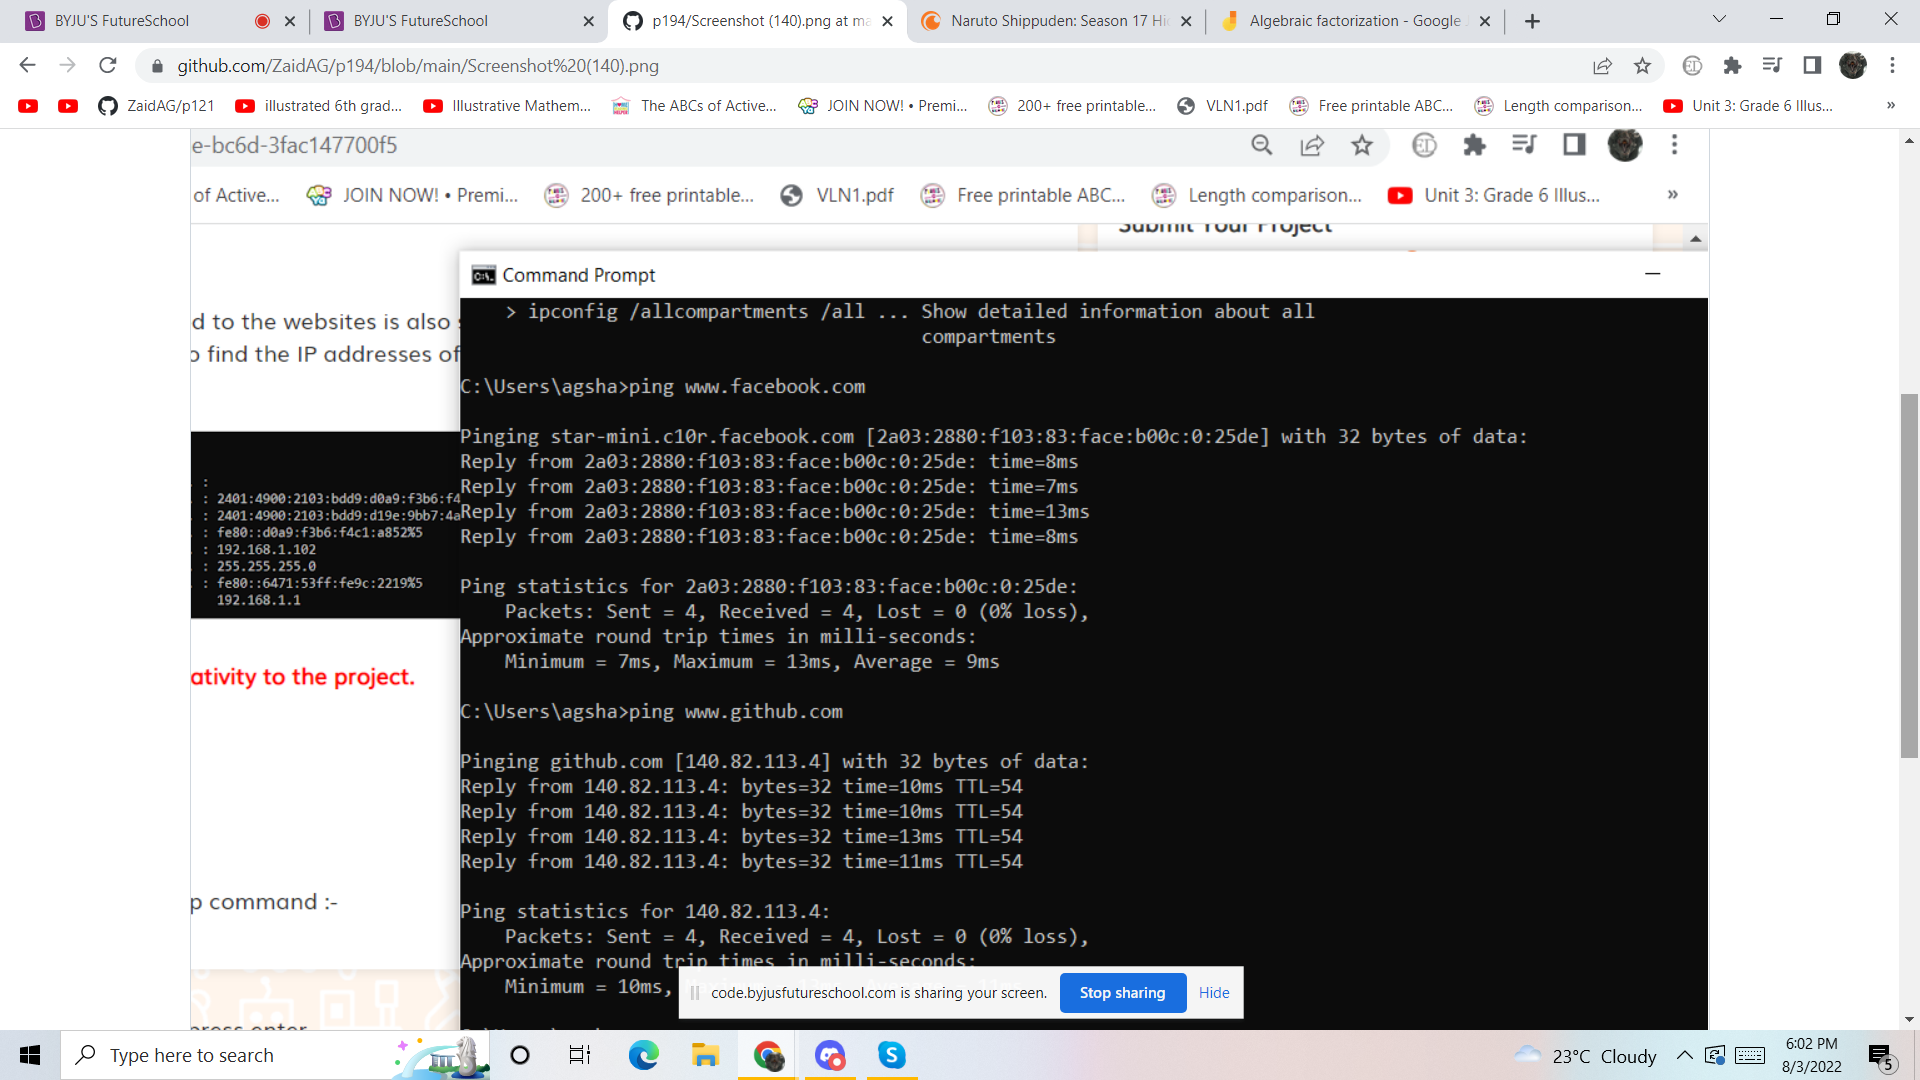 BYJU'S FutureSchool
BYJU'S FutureSchool
p194/Screenshot (140).png at ma
Naruto Shippuden: Season 17 Hi
Algebraic factorization - Google
github.com/ZaidAG/p194/blob/main/Screenshot%20(140).png
ZaidAG/p121
illustrated 6th grad...
Illustrative Mathem...
The ABCs of Active...
JOIN NOW! • Premi...
200+ free printable...
VLN1.pdf
Free printable ABC...
Length comparison...
Unit 3: Grade 6 Illus...
»
e-bc6d-3fac147700f5
of Active...
JOIN NOW! • Premi...
200+ free printable...
VLN1.pdf
Free printable ABC...
Length comparison...
Unit 3: Grade 6 Illus...
»
Submit Your Project
Command Prompt
d to the websites is also
o find the IP addresses of
:
: 2401:4900:2103:bdd9:d0a9:f3b6:f4
: 2401:4900:2103:bdd9:d19e:9bb7:4a
: fe80::d0a9:f3b6:f4c1:a852%5
: 192.168.1.102
: 255.255.255.0
: fe80::6471:53ff:fe9c:2219%5
192.168.1.1
ativity to the project.
p command :-
press enter
> ipconfig /allcompartments /all ... Show detailed information about all
compartments
C:\Users\agsha>ping www.facebook.com
Pinging star-mini.c10r.facebook.com [2a03:2880:f103:83:face:b00c:0:25de] with 32 bytes of data:
Reply from 2a03:2880:f103:83:face:b00c:0:25de: time=8ms
Reply from 2a03:2880:f103:83:face:b00c:0:25de: time=7ms
Reply from 2a03:2880:f103:83:face:b00c:0:25de: time=13ms
Reply from 2a03:2880:f103:83:face:b00c:0:25de: time=8ms
Ping statistics for 2a03:2880:f103:83:face:b00c:0:25de:
Packets: Sent = 4, Received = 4, Lost = 0 (0% loss),
Approximate round trip times in milli-seconds:
Minimum = 7ms, Maximum = 13ms, Average = 9ms
C:\Users\agsha>ping www.github.com
Pinging github.com [140.82.113.4] with 32 bytes of data:
Reply from 140.82.113.4: bytes=32 time=10ms TTL=54
Reply from 140.82.113.4: bytes=32 time=10ms TTL=54
Reply from 140.82.113.4: bytes=32 time=13ms TTL=54
Reply from 140.82.113.4: bytes=32 time=11ms TTL=54
Ping statistics for 140.82.113.4:
Packets: Sent = 4, Received = 4, Lost = 0 (0% loss),
Approximate round trip times in milli-seconds:
Minimum = 10ms,
code.byjusfutureschool.com is sharing your screen.
Stop sharing
Hide
Type here to search
23°C Cloudy
6:02 PM
8/3/2022
5